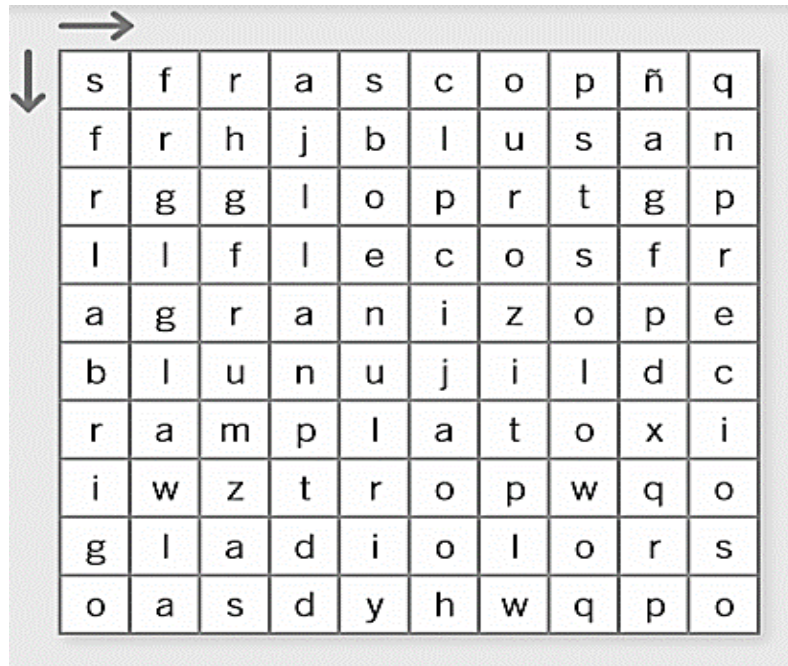 s f r a s c o p ñ q
f r h j b l u s a n
r g g l o p r t g p
l l f l e c o s f r
a g r a n i z o p e
b l u n u j i l d c
r a m p l a t o x i
i w z t r o p w q o
g l a d i o l o r s
o a s d y h w q p o